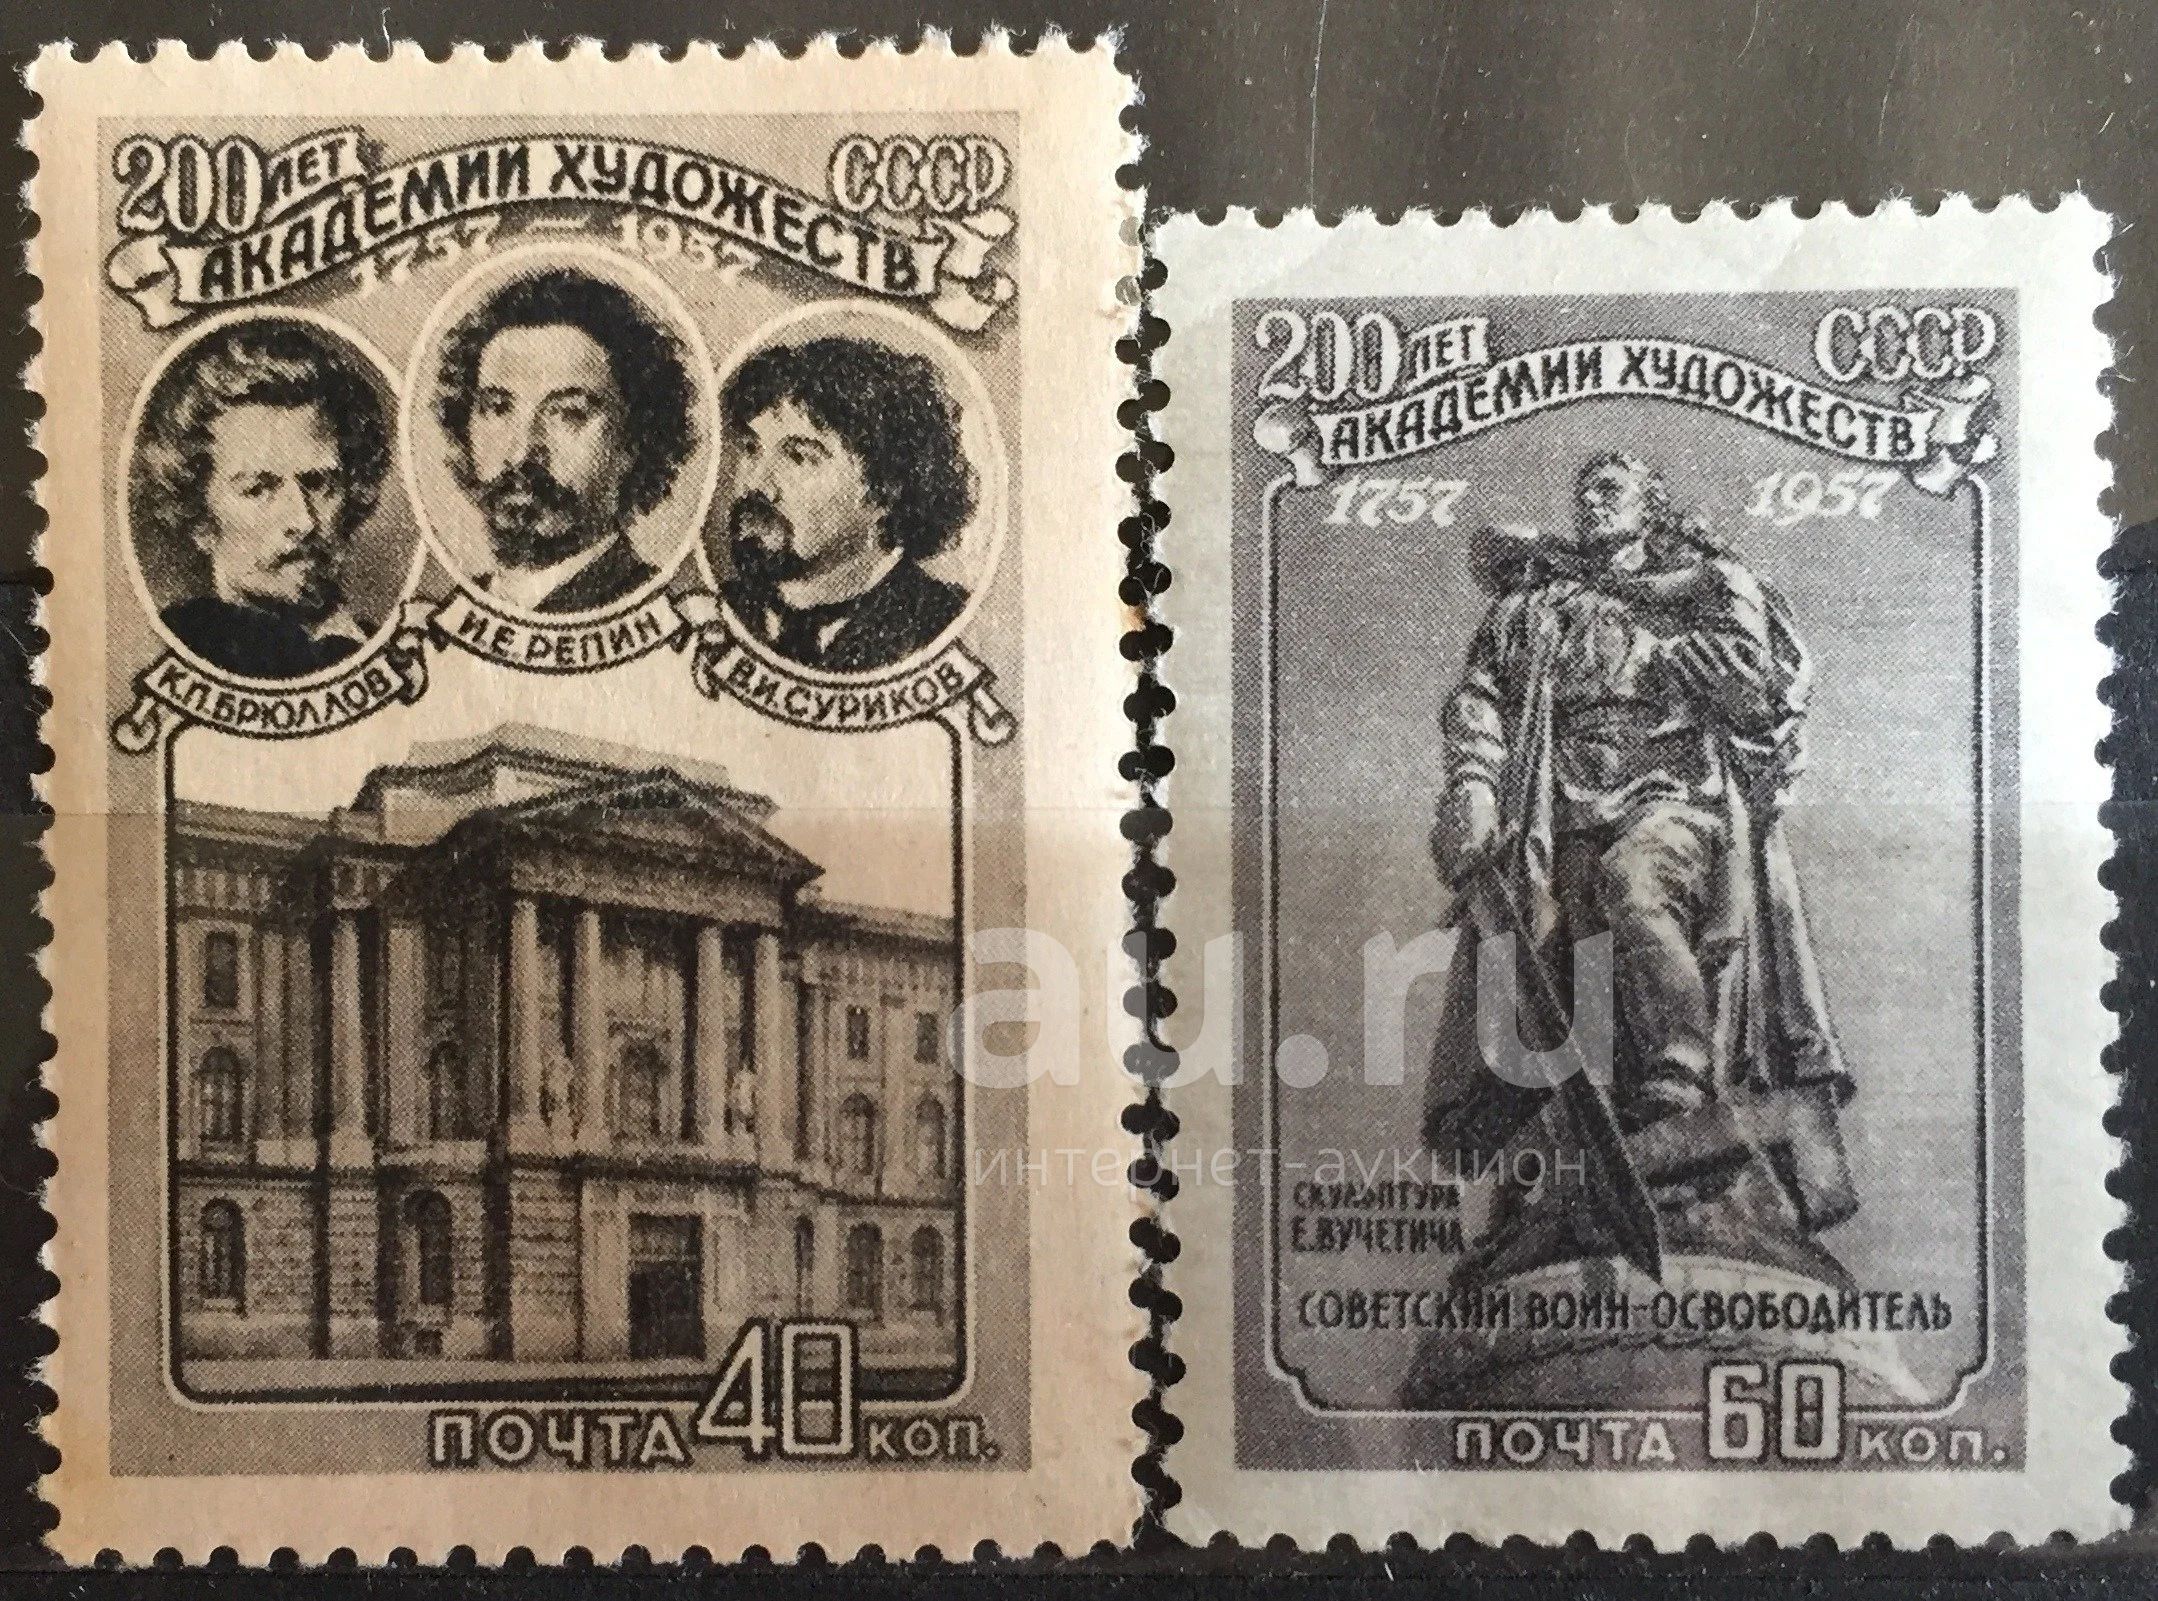 200 ЛЕТ
АКАДЕМИИ ХУДОЖЕСТВ
СССР
1757 — 1957
К.П.БРЮЛЛОВ
И.Е.РЕПИН
В.И.СУРИКОВ
ПОЧТА 40 КОП.
200 ЛЕТ
АКАДЕМИИ ХУДОЖЕСТВ
СССР
1757 1957
СКУЛЬПТУРА
Е.ВУЧЕТИЧА
СОВЕТСКИЙ ВОИН-ОСВОБОДИТЕЛЬ
ПОЧТА 60 КОП.
au.ru
интернет-аукцион